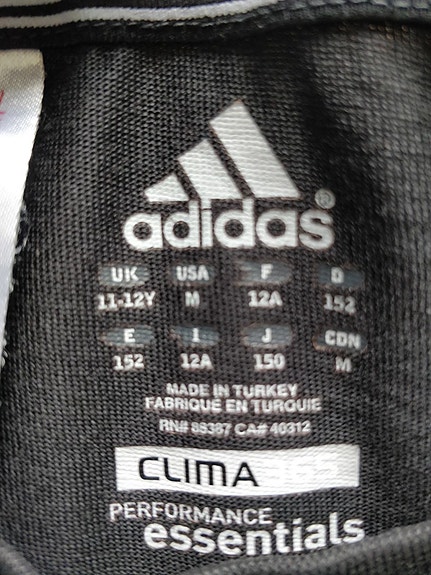 adidas®
UK USA F D
11-12Y M 12A 152
E I J CDN
152 12A 150 M
MADE IN TURKEY
FABRIQUE EN TURQUIE
RN# 88387 CA# 40312
CLIMA 365
PERFORMANCE
essentials